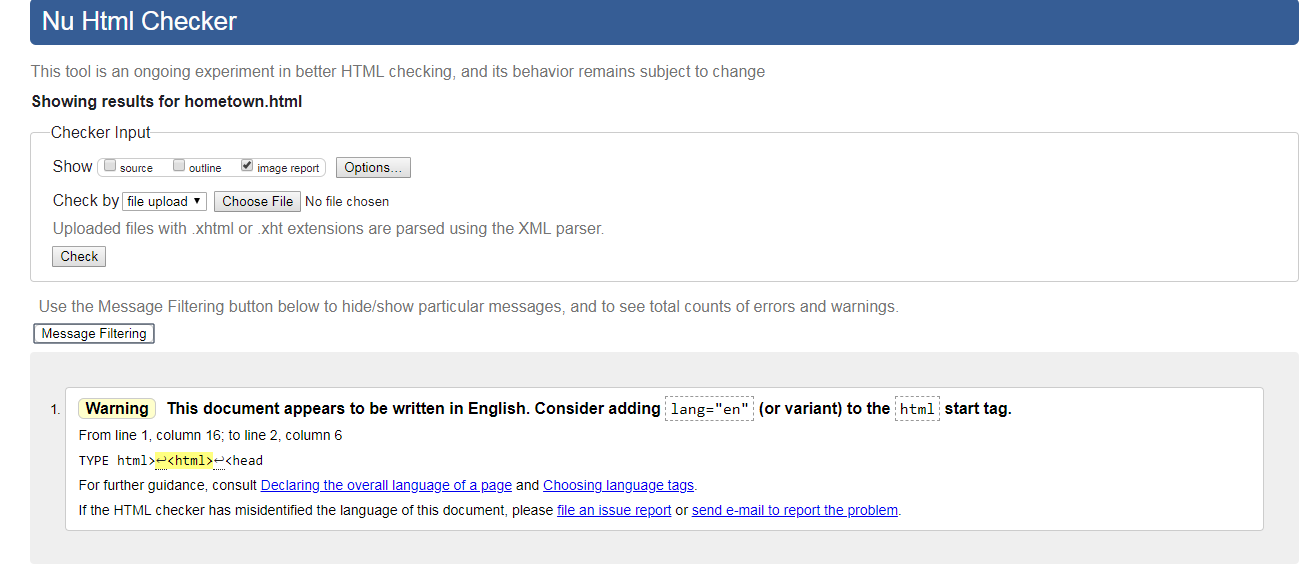 Nu Html Checker
This tool is an ongoing experiment in better HTML checking, and its behavior remains subject to change
Showing results for hometown.html
Checker Input
Show source outline image report Options...
Check by file upload ▼ Choose File No file chosen
Uploaded files with .xhtml or .xht extensions are parsed using the XML parser.
Check
Use the Message Filtering button below to hide/show particular messages, and to see total counts of errors and warnings.
Message Filtering
1. Warning This document appears to be written in English. Consider adding lang="en" (or variant) to the html start tag.
From line 1, column 16; to line 2, column 6
TYPE html>↩<html>↩<head
For further guidance, consult Declaring the overall language of a page and Choosing language tags.
If the HTML checker has misidentified the language of this document, please file an issue report or send e-mail to report the problem.